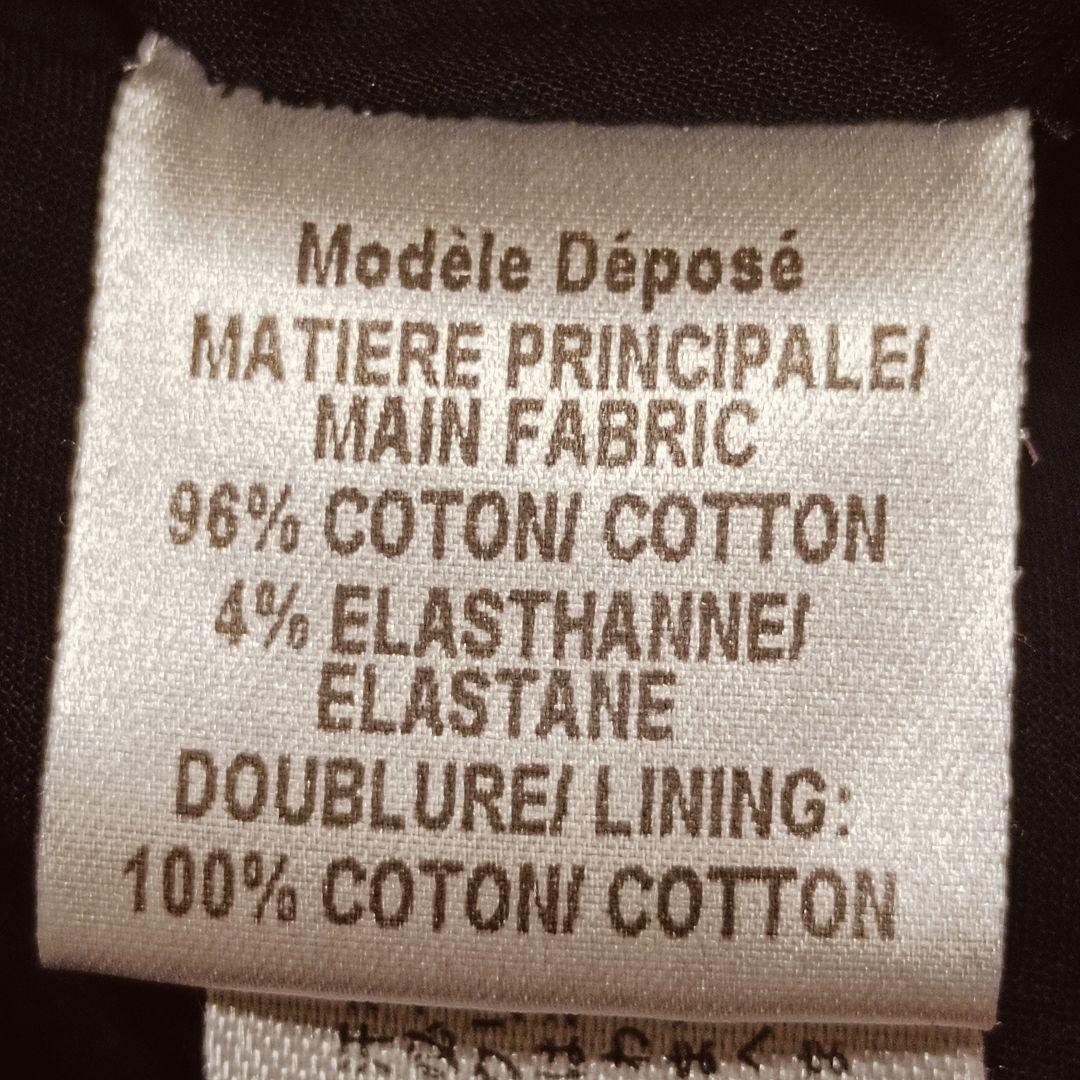 Modèle Déposé
MATIERE PRINCIPALE/
MAIN FABRIC
96% COTON/ COTTON
4% ELASTHANNE/
ELASTANE
DOUBLURE/ LINING:
100% COTON/ COTTON